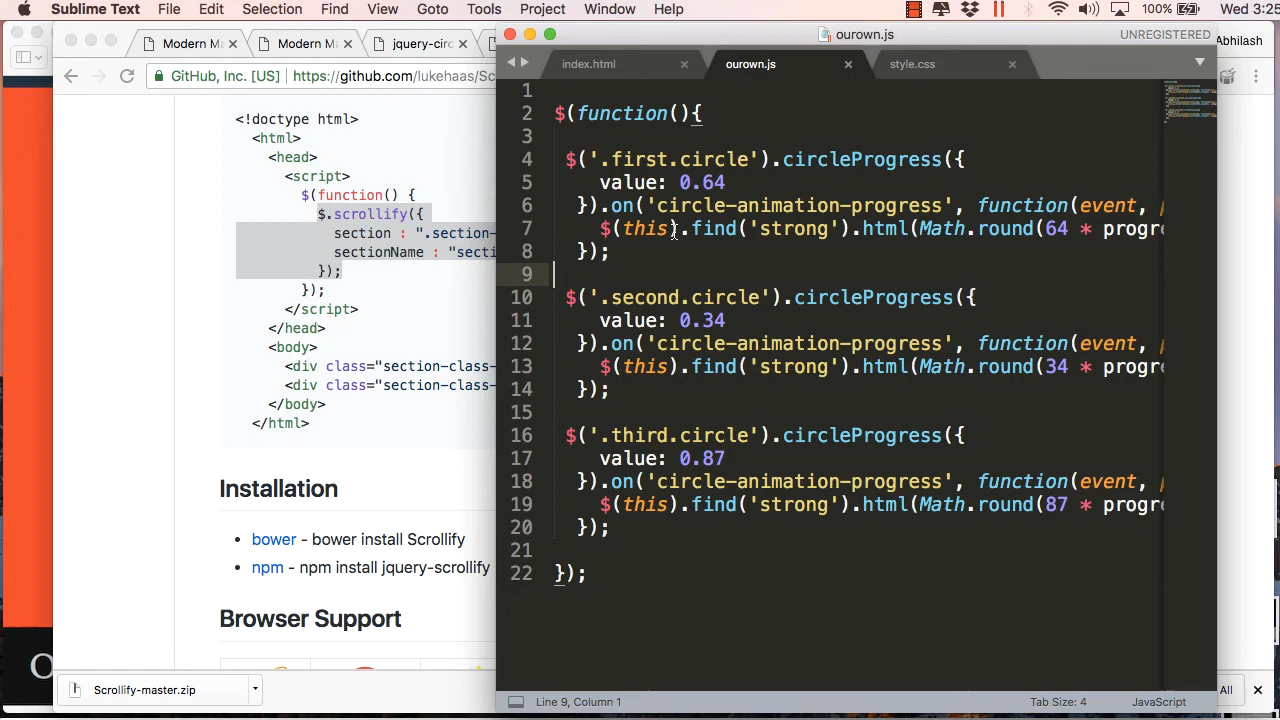 Sublime Text File Edit Selection Find View Goto Tools Project Window Help 100% Wed 3:25
Modern M
Modern M
jquery-circ
GitHub, Inc. [US] https://github.com/lukehaas/Sc
Abhilash
<!doctype html>
<html>
<head>
<script>
$(function() {
$.scrollify({
section : ".section-
sectionName : "secti
});
});
</script>
</head>
<body>
<div class="section-class-
<div class="section-class-
</body>
</html>
Installation
bower - bower install Scrollify
npm - npm install jquery-scrollify
Browser Support
O
Scrollify-master.zip
ourown.js
UNREGISTERED
index.html
ourown.js
style.css
1
2 $(function(){
3
4 $('.first.circle').circleProgress({
5 value: 0.64
6 }).on('circle-animation-progress', function(event, p
7 $(this).find('strong').html(Math.round(64 * progre
8 });
9
10 $('.second.circle').circleProgress({
11 value: 0.34
12 }).on('circle-animation-progress', function(event, p
13 $(this).find('strong').html(Math.round(34 * progre
14 });
15
16 $('.third.circle').circleProgress({
17 value: 0.87
18 }).on('circle-animation-progress', function(event, p
19 $(this).find('strong').html(Math.round(87 * progre
20 });
21
22 });
Line 9, Column 1
Tab Size: 4
JavaScript
All